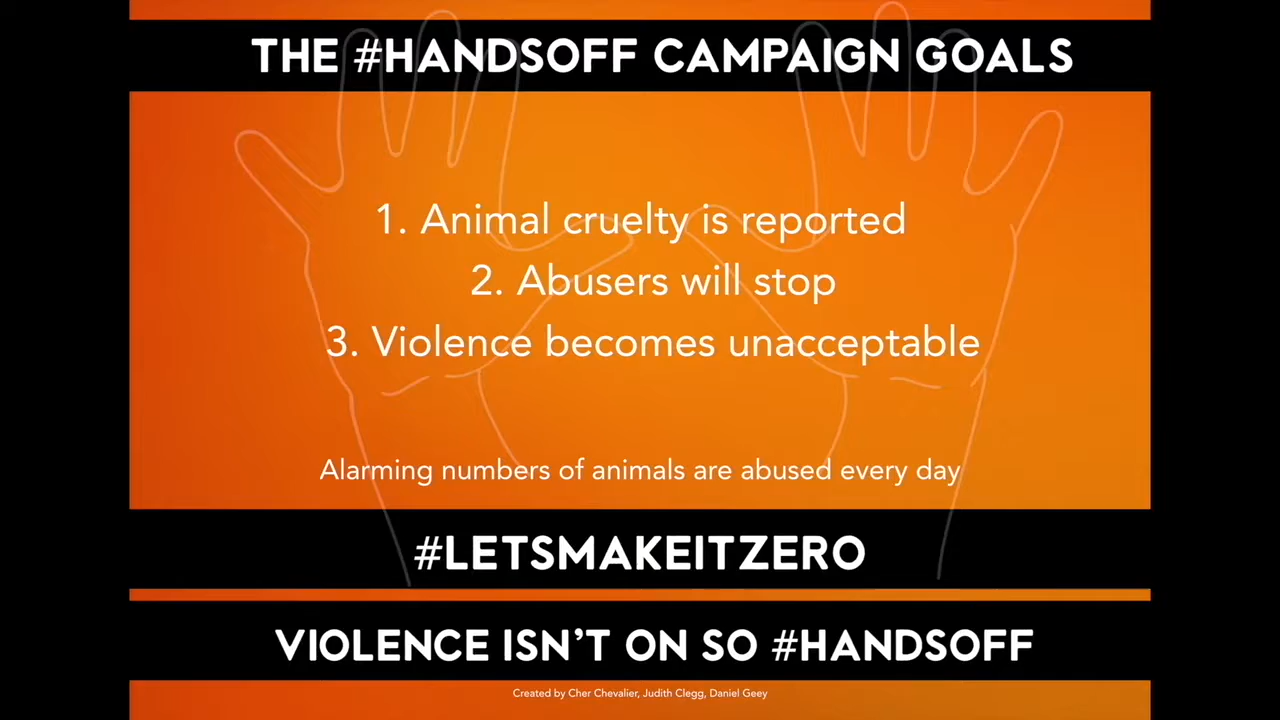 THE #HANDSOFF CAMPAIGN GOALS
1. Animal cruelty is reported
2. Abusers will stop
3. Violence becomes unacceptable
Alarming numbers of animals are abused every day
#LETSMAKEITZERO
VIOLENCE ISN’T ON SO #HANDSOFF
Created by Cher Chevalier, Judith Clegg, Daniel Geey